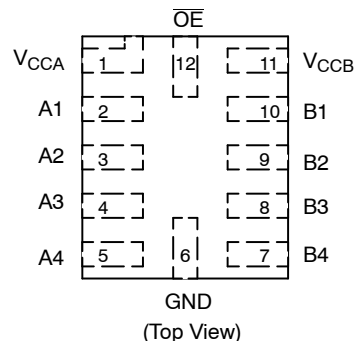 OE
VCCA 1 12 11 VCCB
A1 2 10 B1
A2 3 9 B2
A3 4 8 B3
A4 5 6 7 B4
GND
(Top View)